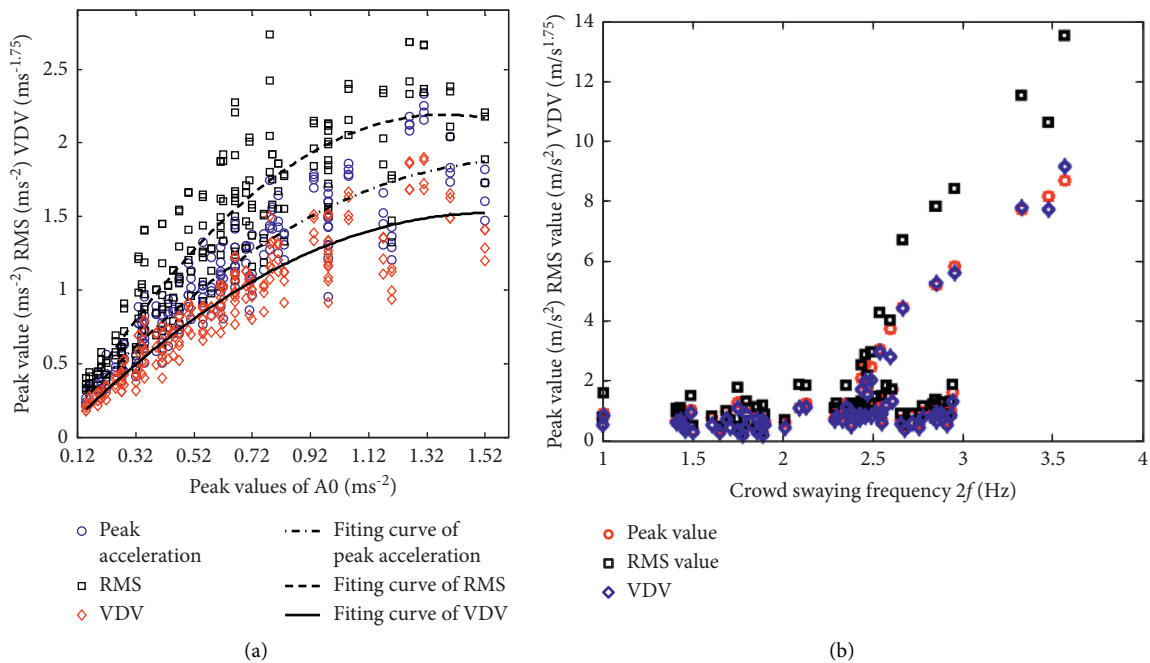 Peak value (ms-2) RMS (ms-2) VDV (ms-1.75)
2.5
2
1.5
1
0.5
0
0.12 0.32 0.52 0.72 0.92 1.12 1.32 1.52
Peak values of A0 (ms-2)
Peak
acceleration
RMS
VDV
Fiting curve of
peak acceleration
Fiting curve of RMS
Fiting curve of VDV
(a)
Peak value (m/s2) RMS value (m/s2) VDV (m/s1.75)
14
12
10
8
6
4
2
0
1 1.5 2 2.5 3 3.5 4
Crowd swaying frequency 2f (Hz)
Peak value
RMS value
VDV
(b)